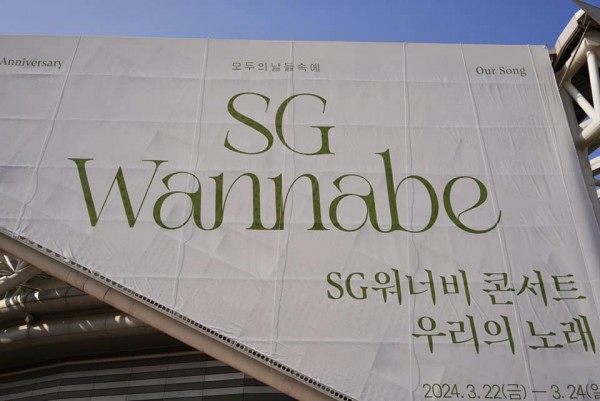 Anniversary
모두의 날들 속에
Our Song
SG
Wannabe
SG워너비 콘서트
우리의 노래
2024. 3. 22(금) — 3. 24(일